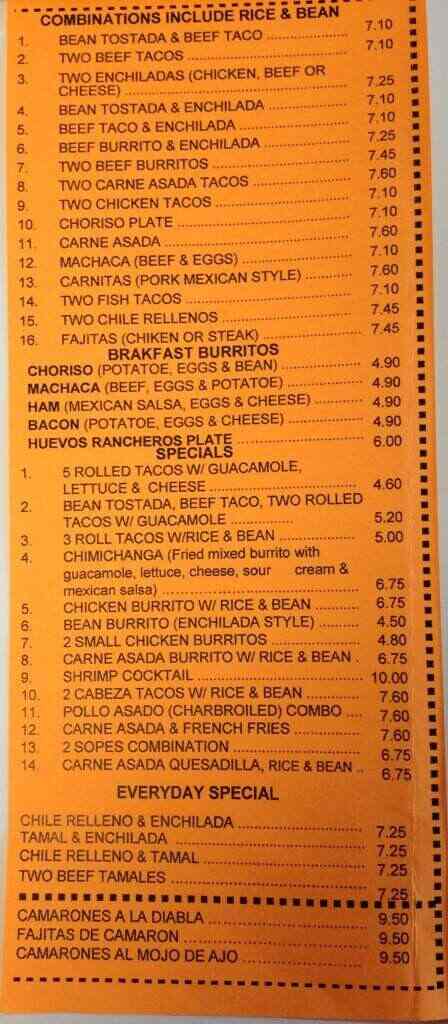 COMBINATIONS INCLUDE RICE & BEAN
1. BEAN TOSTADA & BEEF TACO .................... 7.10
2. TWO BEEF TACOS .................... 7.10
3. TWO ENCHILADAS (CHICKEN, BEEF OR
CHEESE) .................... 7.25
4. BEAN TOSTADA & ENCHILADA .................... 7.10
5. BEEF TACO & ENCHILADA .................... 7.10
6. BEEF BURRITO & ENCHILADA .................... 7.25
7. TWO BEEF BURRITOS .................... 7.45
8. TWO CARNE ASADA TACOS .................... 7.60
9. TWO CHICKEN TACOS .................... 7.10
10. CHORISO PLATE .................... 7.10
11. CARNE ASADA .................... 7.60
12. MACHACA (BEEF & EGGS) .................... 7.10
13. CARNITAS (PORK MEXICAN STYLE) .................... 7.60
14. TWO FISH TACOS .................... 7.10
15. TWO CHILE RELLENOS .................... 7.45
16. FAJITAS (CHIKEN OR STEAK) .................... 7.45
BRAKFAST BURRITOS
CHORISO (POTATOE, EGGS & BEAN) .............. 4.90
MACHACA (BEEF, EGGS & POTATOE) .............. 4.90
HAM (MEXICAN SALSA, EGGS & CHEESE) ......... 4.90
BACON (POTATOE, EGGS & CHEESE) .............. 4.90
HUEVOS RANCHEROS PLATE .................... 6.00
SPECIALS
1. 5 ROLLED TACOS W/ GUACAMOLE,
LETTUCE & CHEESE .................... 4.60
2. BEAN TOSTADA, BEEF TACO, TWO ROLLED
TACOS W/ GUACAMOLE ............... 5.20
3. 3 ROLL TACOS W/RICE & BEAN .............. 5.00
4. CHIMICHANGA (Fried mixed burrito with
guacamole, lettuce, cheese, sour cream &
mexican salsa) .................... 6.75
5. CHICKEN BURRITO W/ RICE & BEAN .......... 6.75
6. BEAN BURRITO (ENCHILADA STYLE) .......... 4.50
7. 2 SMALL CHICKEN BURRITOS .................... 4.80
8. CARNE ASADA BURRITO W/ RICE & BEAN . 6.75
9. SHRIMP COCKTAIL .................... 10.00
10. 2 CABEZA TACOS W/ RICE & BEAN ........... 7.60
11. POLLO ASADO (CHARBROILED) COMBO .... 7.60
12. CARNE ASADA & FRENCH FRIES .............. 7.60
13. 2 SOPES COMBINATION .................... 6.75
14. CARNE ASADA QUESADILLA, RICE & BEAN .. 6.75
EVERYDAY SPECIAL
CHILE RELLENO & ENCHILADA .................... 7.25
TAMAL & ENCHILADA .................... 7.25
CHILE RELLENO & TAMAL .................... 7.25
TWO BEEF TAMALES .................... 7.25
CAMARONES A LA DIABLA .................... 9.50
FAJITAS DE CAMARON .................... 9.50
CAMARONES AL MOJO DE AJO .................... 9.50